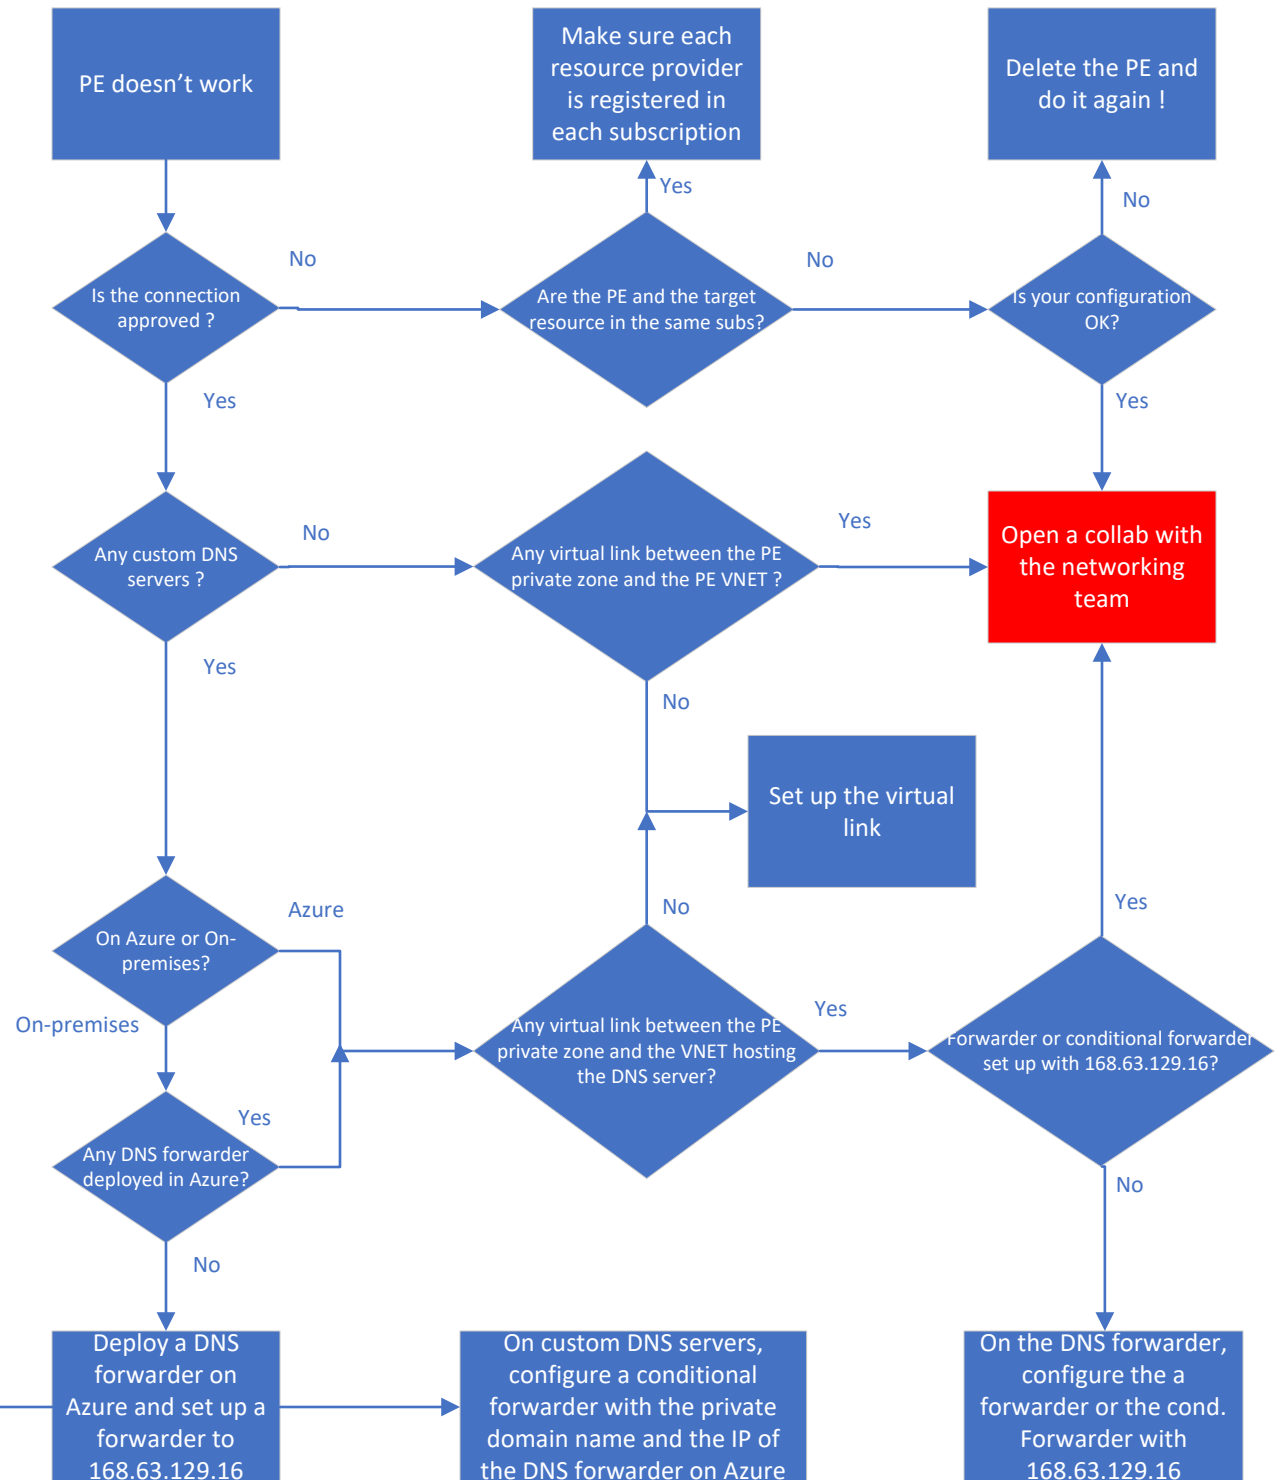 PE doesn't work
Make sure each
resource provider
is registered in
each subscription
Delete the PE and
do it again !
Yes
No
Is the connection
approved ?
No
Are the PE and the target
resource in the same subs?
No
Is your configuration
OK?
Yes
Yes
Any custom DNS
servers ?
No
Any virtual link between the PE
private zone and the PE VNET ?
Yes
Open a collab with
the networking
team
Yes
No
Set up the virtual
link
On Azure or On-
premises?
Azure
No
Yes
On-premises
Any virtual link between the PE
private zone and the VNET hosting
the DNS server?
Yes
Forwarder or conditional forwarder
set up with 168.63.129.16?
Any DNS forwarder
deployed in Azure?
Yes
No
No
Deploy a DNS
forwarder on
Azure and set up a
forwarder to
168.63.129.16
On custom DNS servers,
configure a conditional
forwarder with the private
domain name and the IP of
the DNS forwarder on Azure
On the DNS forwarder,
configure the a
forwarder or the cond.
Forwarder with
168.63.129.16